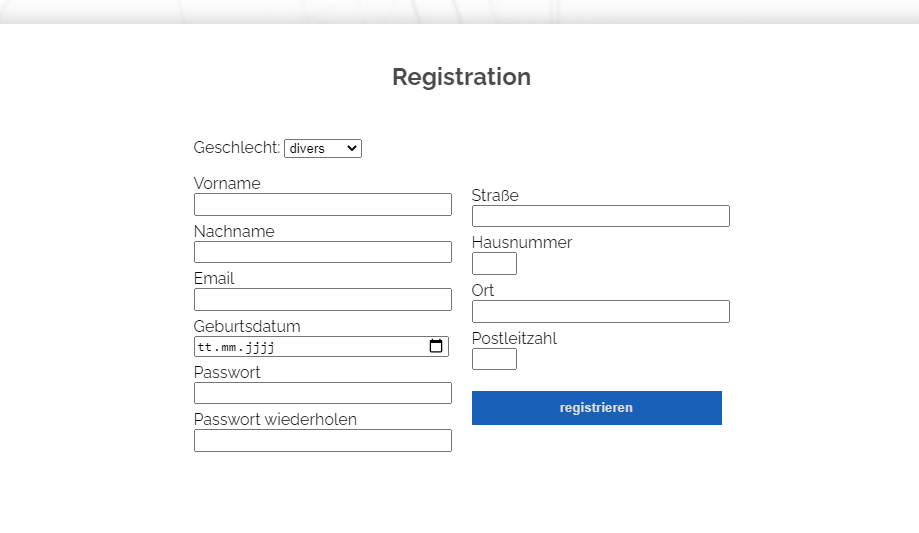 Registration
Geschlecht: divers
Vorname
Nachname
Email
Geburtsdatum
tt.mm.jjjj
Passwort
Passwort wiederholen
Straße
Hausnummer
Ort
Postleitzahl
registrieren